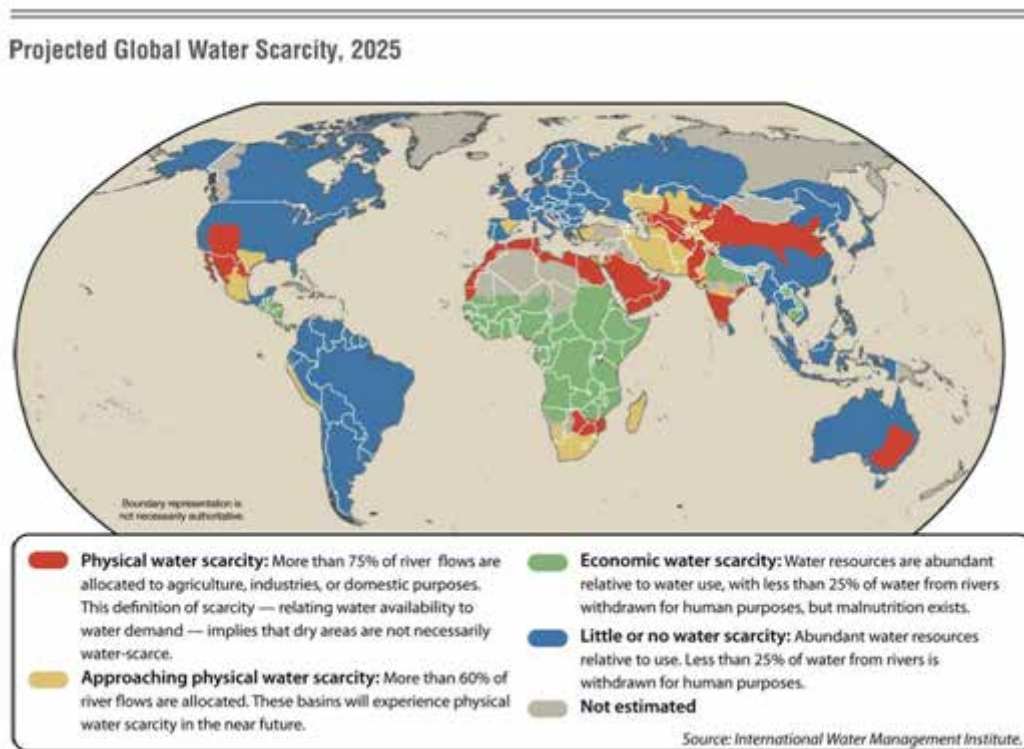 Projected Global Water Scarcity, 2025
Boundary representation is
not necessarily authoritative.
Physical water scarcity: More than 75% of river flows are
allocated to agriculture, industries, or domestic purposes.
This definition of scarcity — relating water availability to
water demand — implies that dry areas are not necessarily
water-scarce.
Approaching physical water scarcity: More than 60% of
river flows are allocated. These basins will experience physical
water scarcity in the near future.
Economic water scarcity: Water resources are abundant
relative to water use, with less than 25% of water from rivers
withdrawn for human purposes, but malnutrition exists.
Little or no water scarcity: Abundant water resources
relative to use. Less than 25% of water from rivers is
withdrawn for human purposes.
Not estimated
Source: International Water Management Institute.